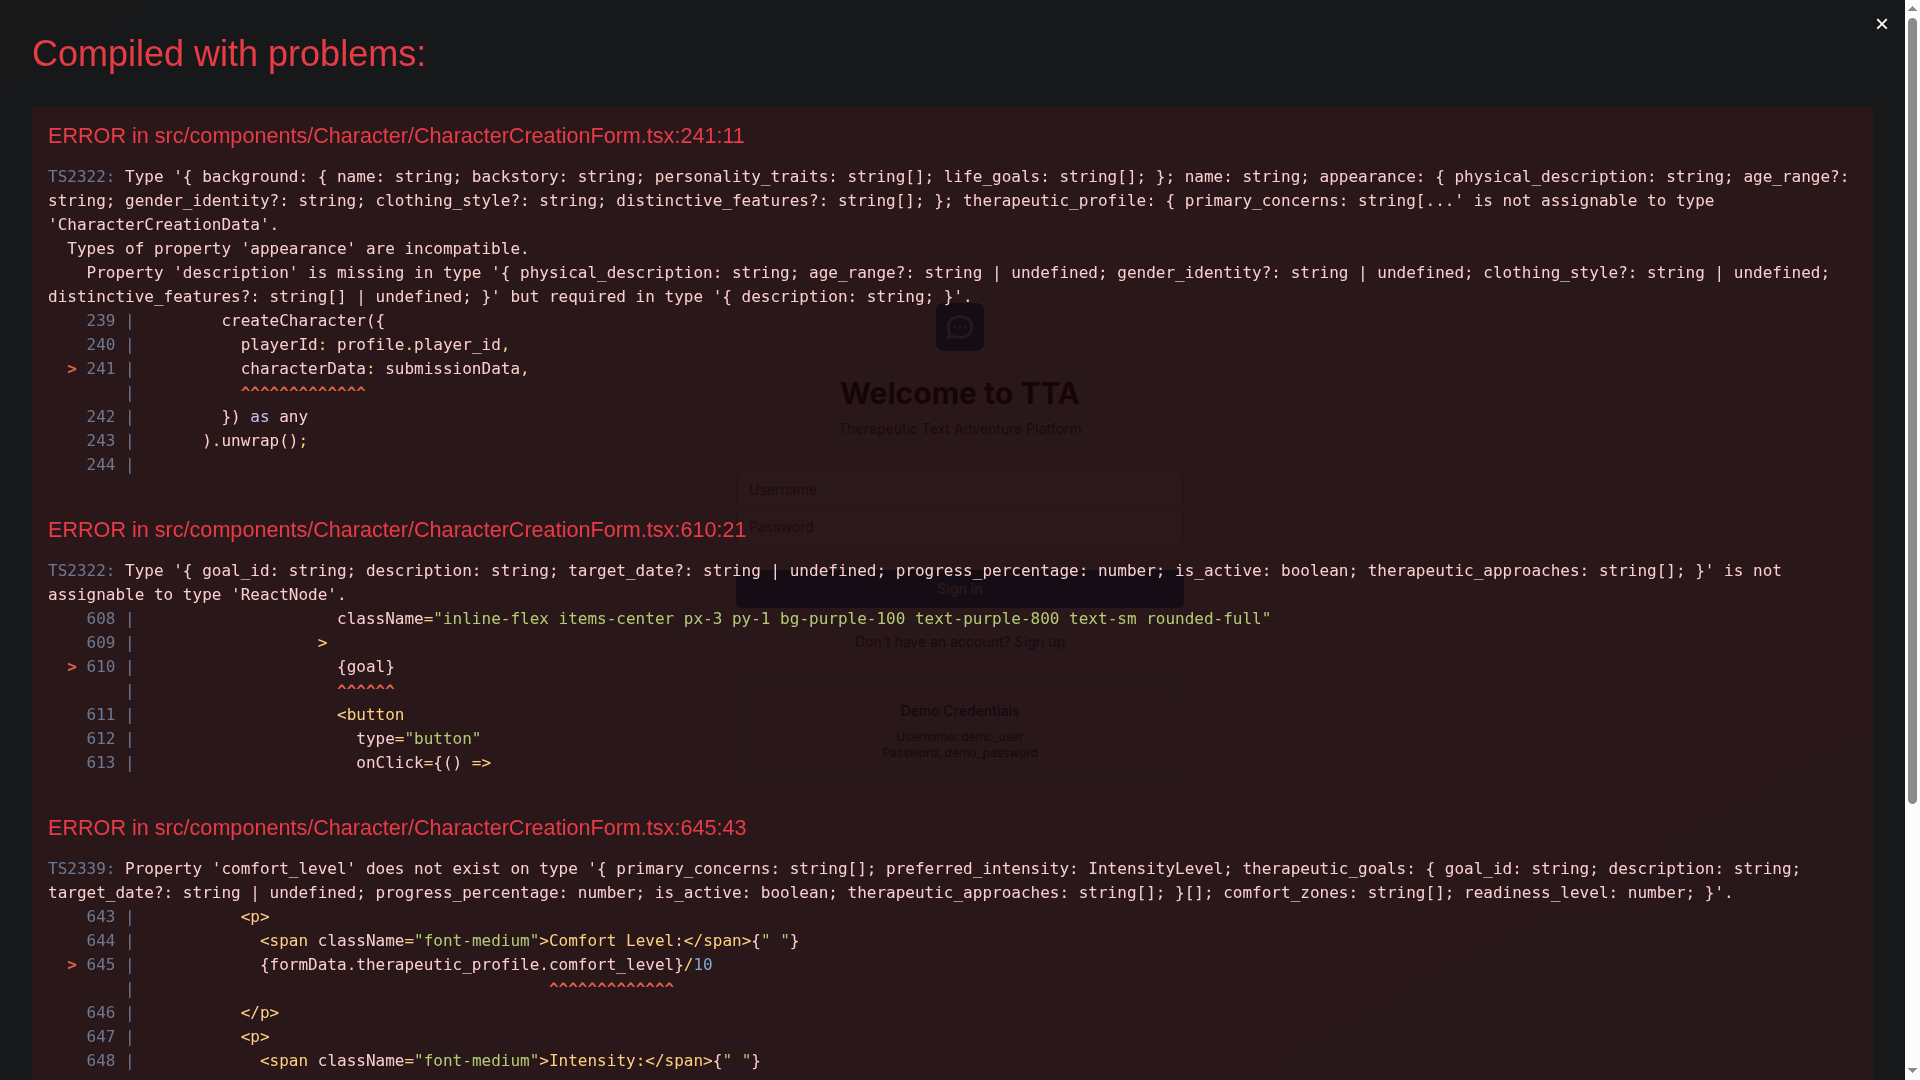 ×
Compiled with problems:
ERROR in src/components/Character/CharacterCreationForm.tsx:241:11
TS2322: Type '{ background: { name: string; backstory: string; personality_traits: string[]; life_goals: string[]; }; name: string; appearance: { physical_description: string; age_range?:
string; gender_identity?: string; clothing_style?: string; distinctive_features?: string[]; }; therapeutic_profile: { primary_concerns: string[...' is not assignable to type
'CharacterCreationData'.
  Types of property 'appearance' are incompatible.
    Property 'description' is missing in type '{ physical_description: string; age_range?: string | undefined; gender_identity?: string | undefined; clothing_style?: string | undefined;
distinctive_features?: string[] | undefined; }' but required in type '{ description: string; }'.
    239 |         createCharacter({
    240 |           playerId: profile.player_id,
  > 241 |           characterData: submissionData,
        |           ^^^^^^^^^^^^^
    242 |         }) as any
    243 |       ).unwrap();
    244 |
Welcome to TTA
Therapeutic Text Adventure Platform
Username
Password
ERROR in src/components/Character/CharacterCreationForm.tsx:610:21
TS2322: Type '{ goal_id: string; description: string; target_date?: string | undefined; progress_percentage: number; is_active: boolean; therapeutic_approaches: string[]; }' is not
assignable to type 'ReactNode'.
    608 |                     className="inline-flex items-center px-3 py-1 bg-purple-100 text-purple-800 text-sm rounded-full"
    609 |                   >
  > 610 |                     {goal}
        |                     ^^^^^^
    611 |                     <button
    612 |                       type="button"
    613 |                       onClick={() =>
Sign in
Don't have an account? Sign up
Demo Credentials
Username: demo_user
Password: demo_password
ERROR in src/components/Character/CharacterCreationForm.tsx:645:43
TS2339: Property 'comfort_level' does not exist on type '{ primary_concerns: string[]; preferred_intensity: IntensityLevel; therapeutic_goals: { goal_id: string; description: string;
target_date?: string | undefined; progress_percentage: number; is_active: boolean; therapeutic_approaches: string[]; }[]; comfort_zones: string[]; readiness_level: number; }'.
    643 |           <p>
    644 |             <span className="font-medium">Comfort Level:</span>{" "}
  > 645 |             {formData.therapeutic_profile.comfort_level}/10
        |                                           ^^^^^^^^^^^^^
    646 |           </p>
    647 |           <p>
    648 |             <span className="font-medium">Intensity:</span>{" "}